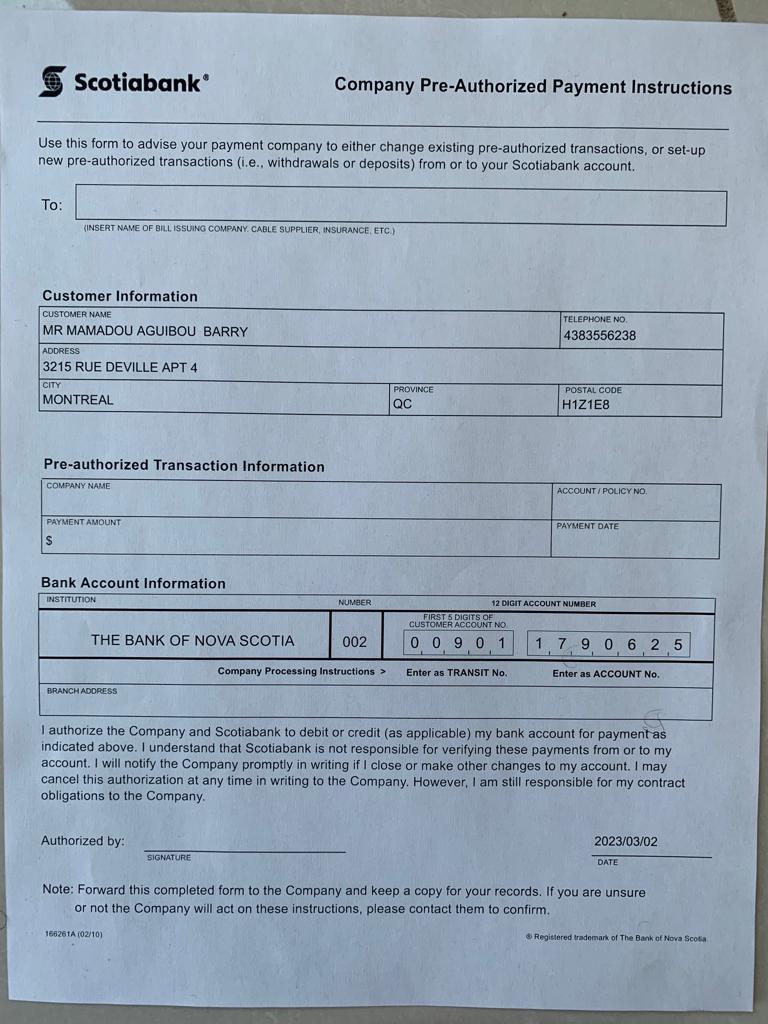 Scotiabank®
Company Pre-Authorized Payment Instructions
Use this form to advise your payment company to either change existing pre-authorized transactions, or set-up
new pre-authorized transactions (i.e., withdrawals or deposits) from or to your Scotiabank account.
To:
(INSERT NAME OF BILL ISSUING COMPANY. CABLE SUPPLIER, INSURANCE, ETC.)
Customer Information
CUSTOMER NAME
MR MAMADOU AGUIBOU BARRY
TELEPHONE NO.
4383556238
ADDRESS
3215 RUE DEVILLE APT 4
CITY
MONTREAL
PROVINCE
QC
POSTAL CODE
H1Z1E8
Pre-authorized Transaction Information
COMPANY NAME
ACCOUNT / POLICY NO.
PAYMENT AMOUNT
$
PAYMENT DATE
Bank Account Information
INSTITUTION
NUMBER
12 DIGIT ACCOUNT NUMBER
FIRST 5 DIGITS OF
CUSTOMER ACCOUNT NO.
THE BANK OF NOVA SCOTIA
002
0 0 9 0 1
1 7 9 0 6 2 5
Company Processing Instructions >
Enter as TRANSIT No.
Enter as ACCOUNT No.
BRANCH ADDRESS
I authorize the Company and Scotiabank to debit or credit (as applicable) my bank account for payment as
indicated above. I understand that Scotiabank is not responsible for verifying these payments from or to my
account. I will notify the Company promptly in writing if I close or make other changes to my account. I may
cancel this authorization at any time in writing to the Company. However, I am still responsible for my contract
obligations to the Company.
Authorized by:
SIGNATURE
2023/03/02
DATE
Note: Forward this completed form to the Company and keep a copy for your records. If you are unsure
or not the Company will act on these instructions, please contact them to confirm.
166261A (02/10)
® Registered trademark of The Bank of Nova Scotia